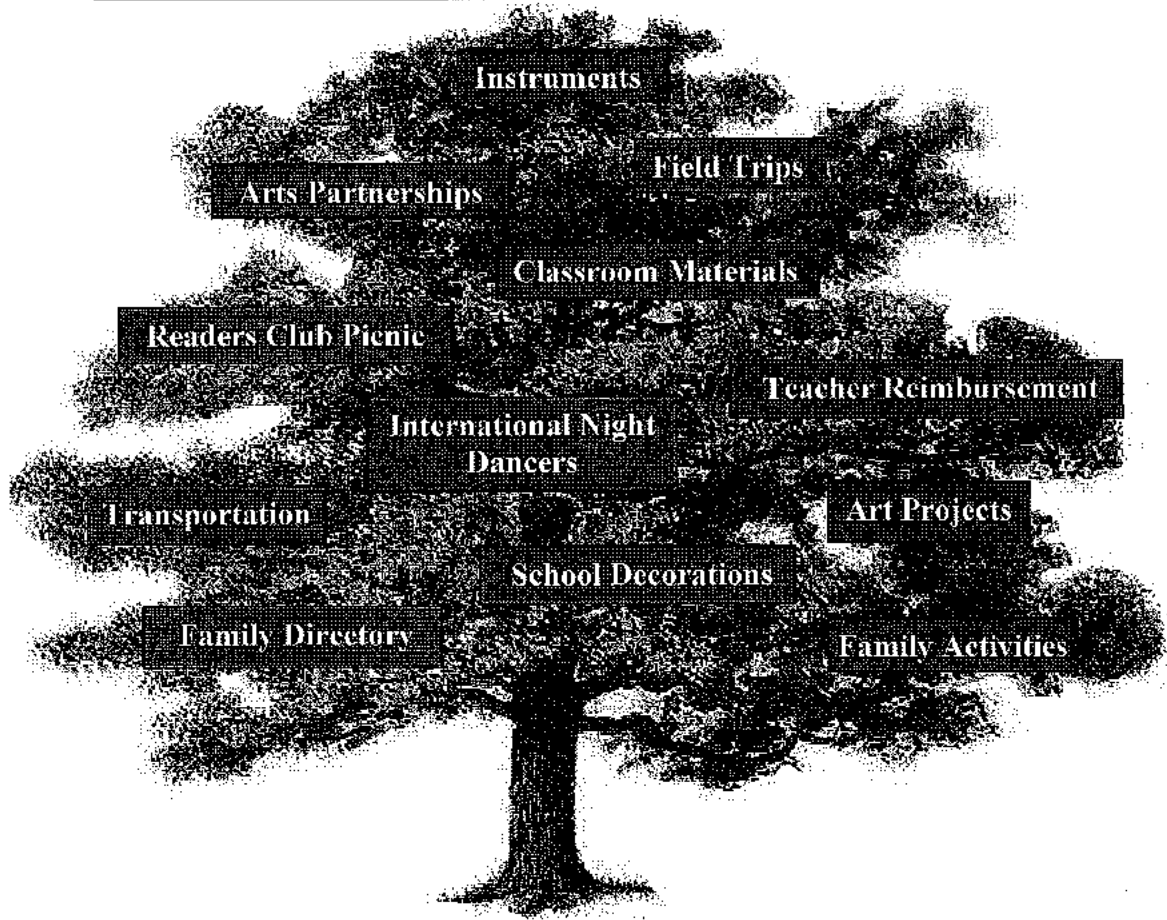 Instruments
Field Trips
Arts Partnerships
Classroom Materials
Readers Club Picnic
Teacher Reimbursement
International Night
Dancers
Transportation
Art Projects
School Decorations
Family Directory
Family Activities